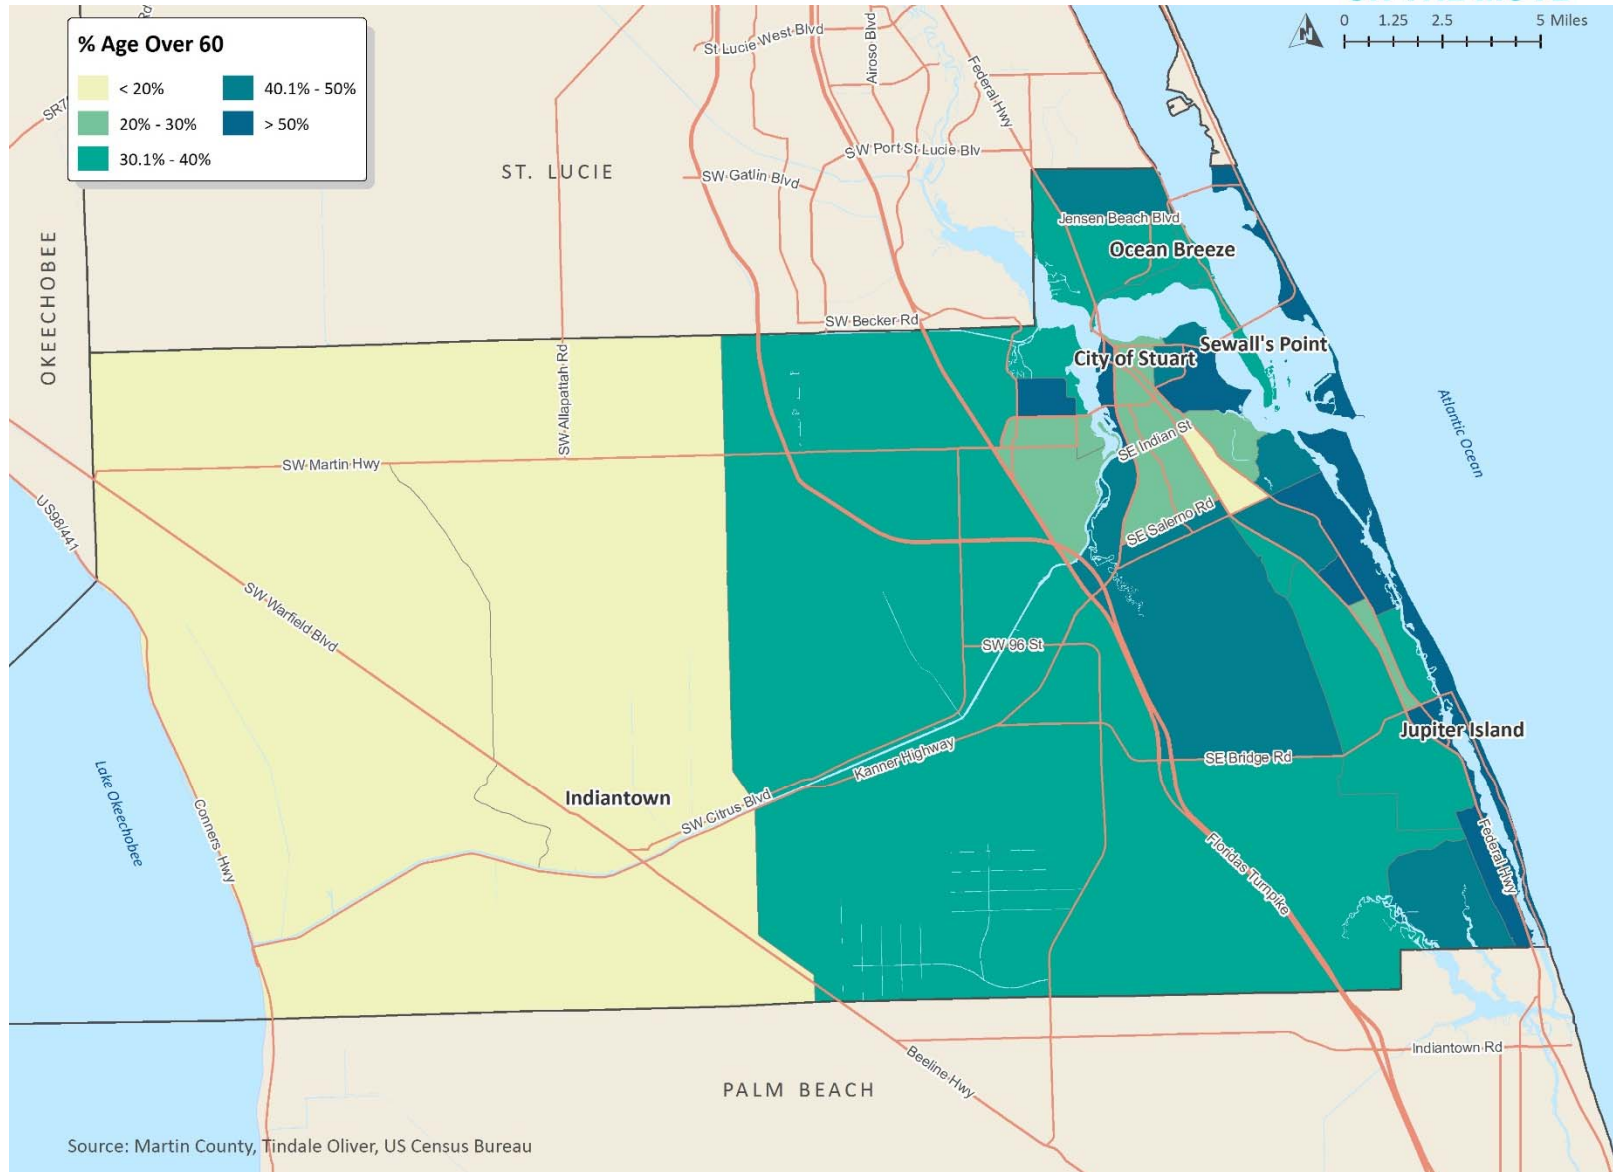 % Age Over 60
< 20%
20% - 30%
30.1% - 40%
40.1% - 50%
> 50%
0 1.25 2.5 5 Miles
N
Rd
SR7
St Lucie West Blvd
Airoso Blvd
Federal Hwy
SW Port St Lucie Blv
SW Gatlin Blvd
ST. LUCIE
OKEECHOBEE
Jensen Beach Blvd
Ocean Breeze
SW Becker Rd
Sewall's Point
City of Stuart
SW Allapattah Rd
Atlantic Ocean
SE Indian St
SW Martin Hwy
US98/441
SE Salerno Rd
SW Warfield Blvd
SW 96 St
Jupiter Island
Kanner Highway
SE Bridge Rd
Indiantown
SW Citrus Blvd
Lake Okeechobee
Conners Hwy
Floridas Turnpike
Federal Hwy
Indiantown Rd
Beeline Hwy
PALM BEACH
Source: Martin County, Tindale Oliver, US Census Bureau